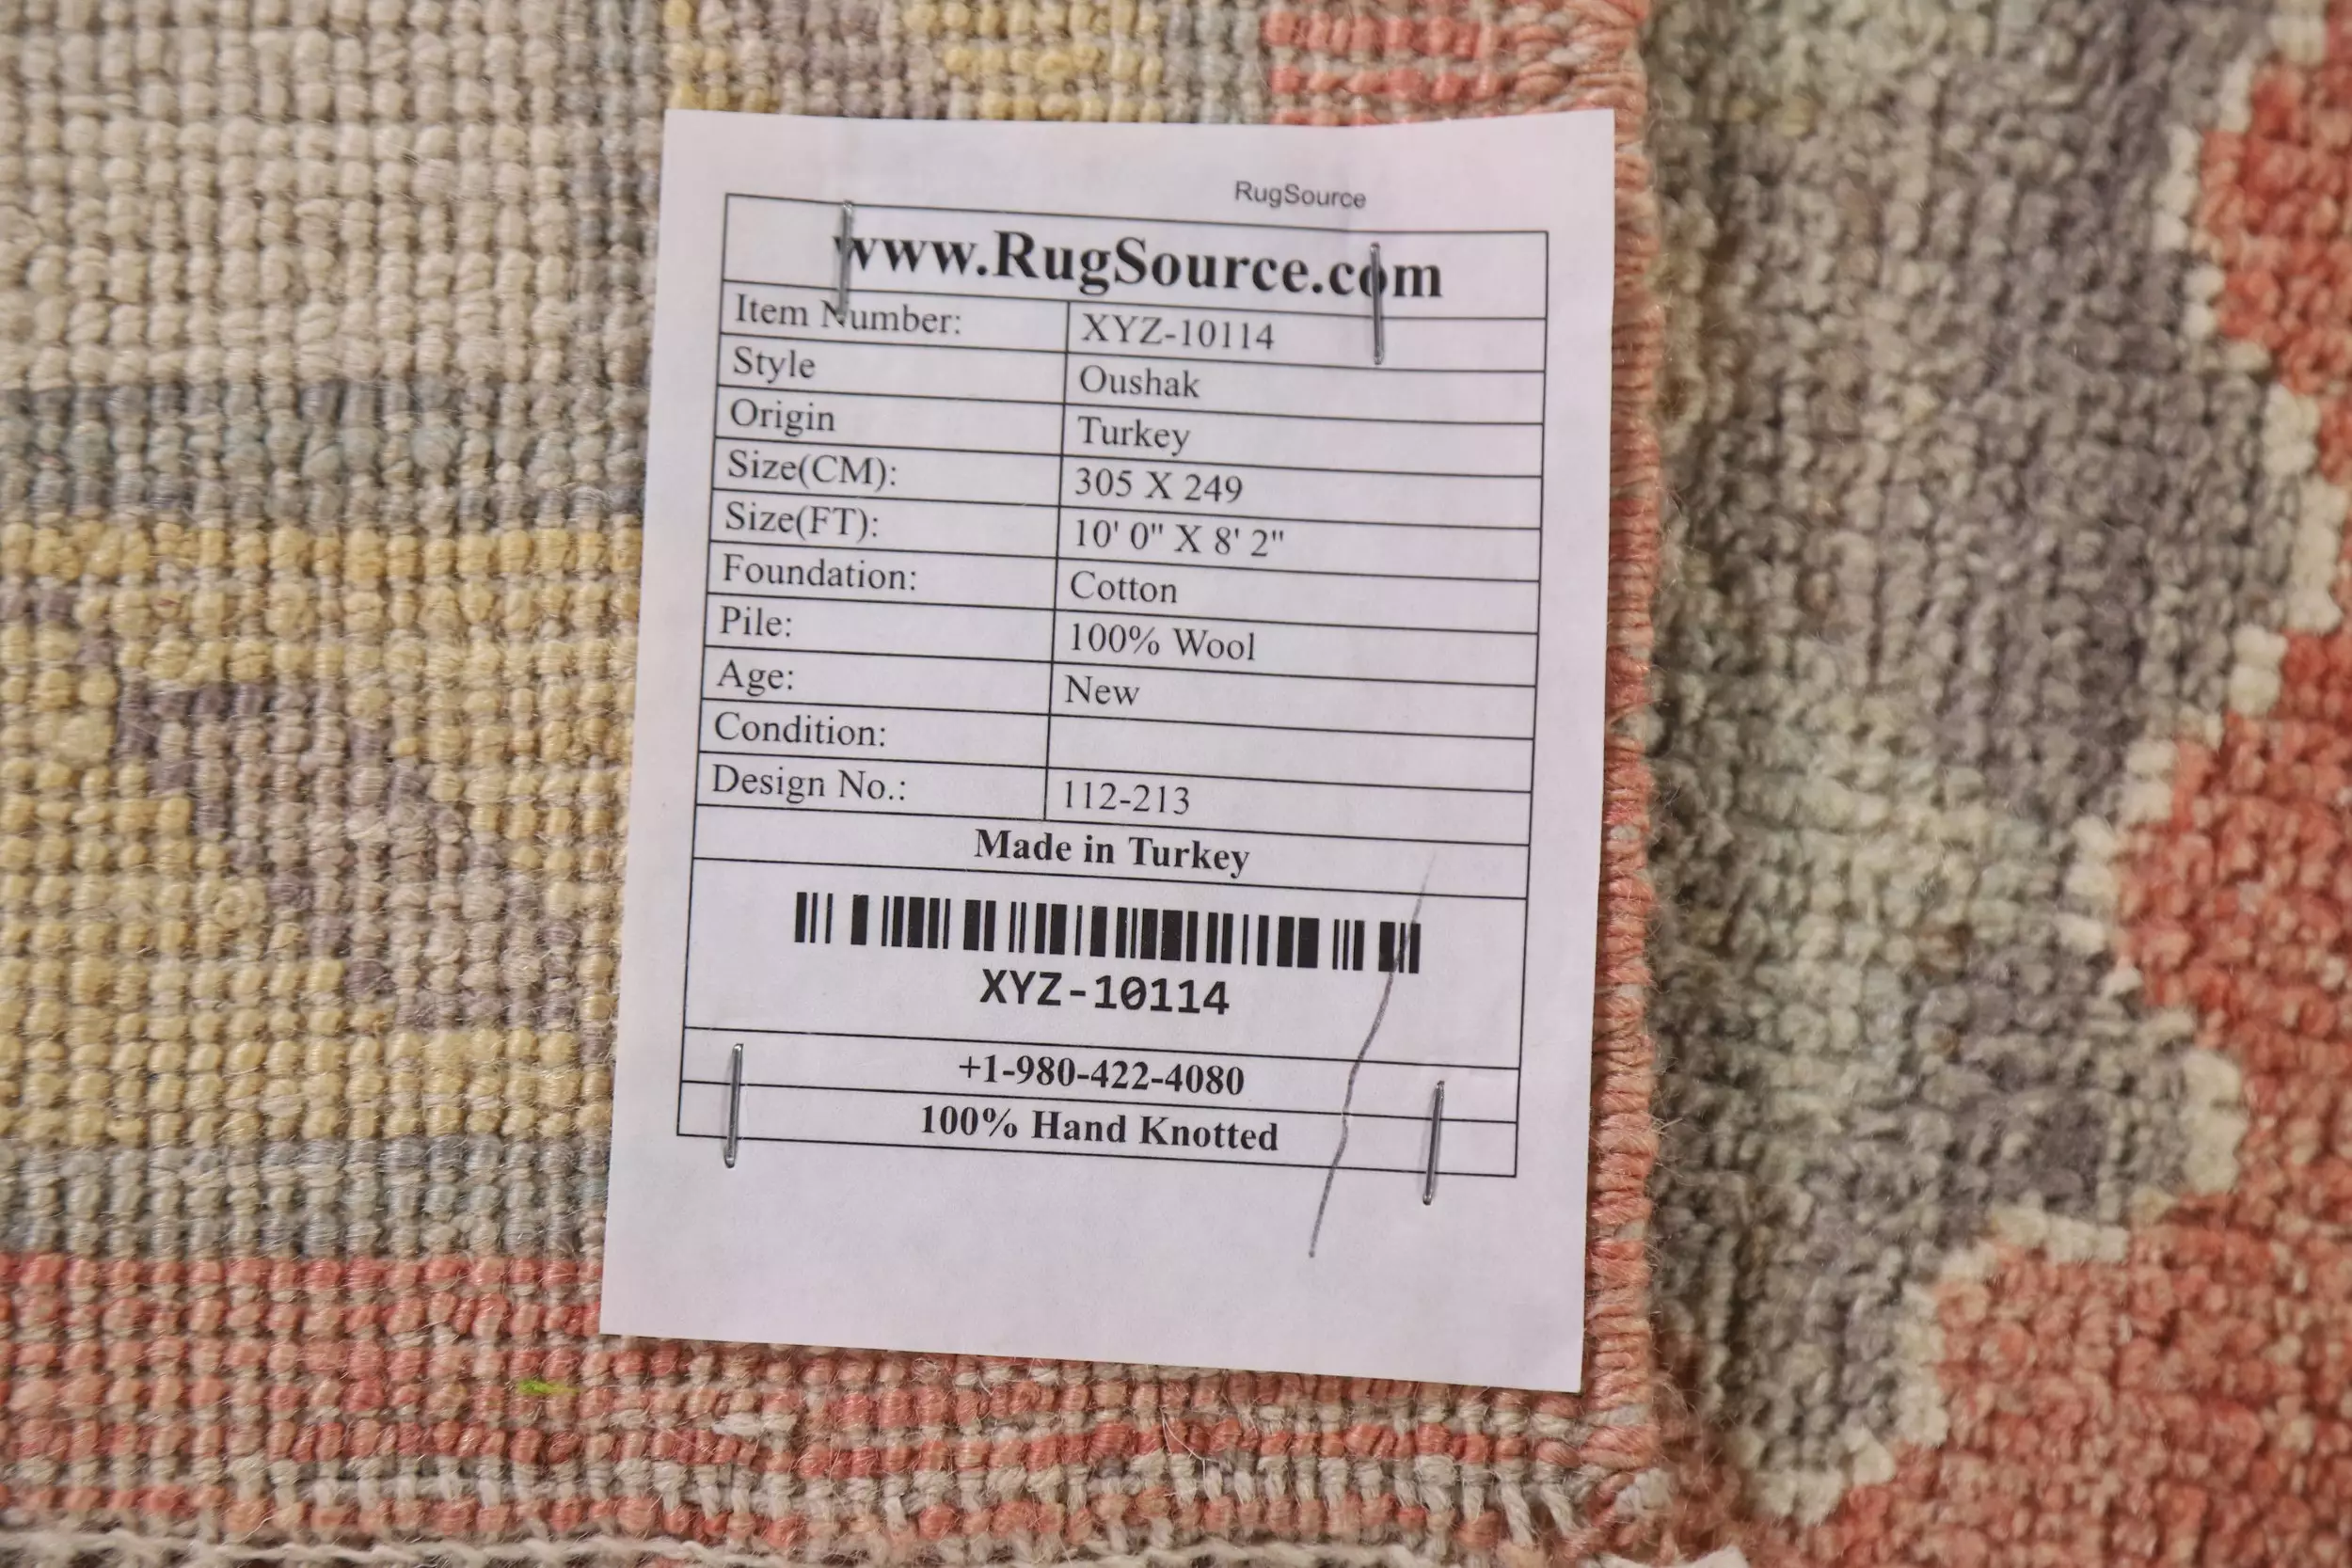 RugSource
www.RugSource.com
Item Number: XYZ-10114
Style Oushak
Origin Turkey
Size(CM): 305 X 249
Size(FT): 10' 0" X 8' 2"
Foundation: Cotton
Pile: 100% Wool
Age: New
Condition:
Design No.: 112-213
Made in Turkey
XYZ-10114
+1-980-422-4080
100% Hand Knotted